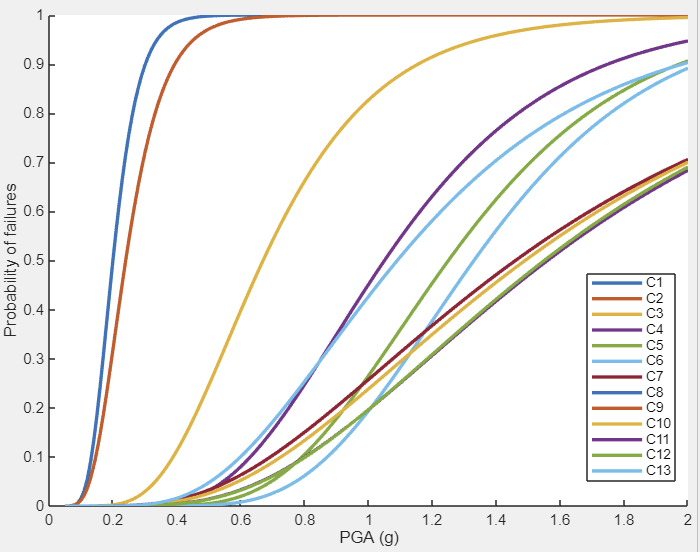 1
0.9
0.8
0.7
0.6
0.5
0.4
0.3
0.2
0.1
0
Probability of failures
0 0.2 0.4 0.6 0.8 1 1.2 1.4 1.6 1.8 2
PGA (g)
C1
C2
C3
C4
C5
C6
C7
C8
C9
C10
C11
C12
C13